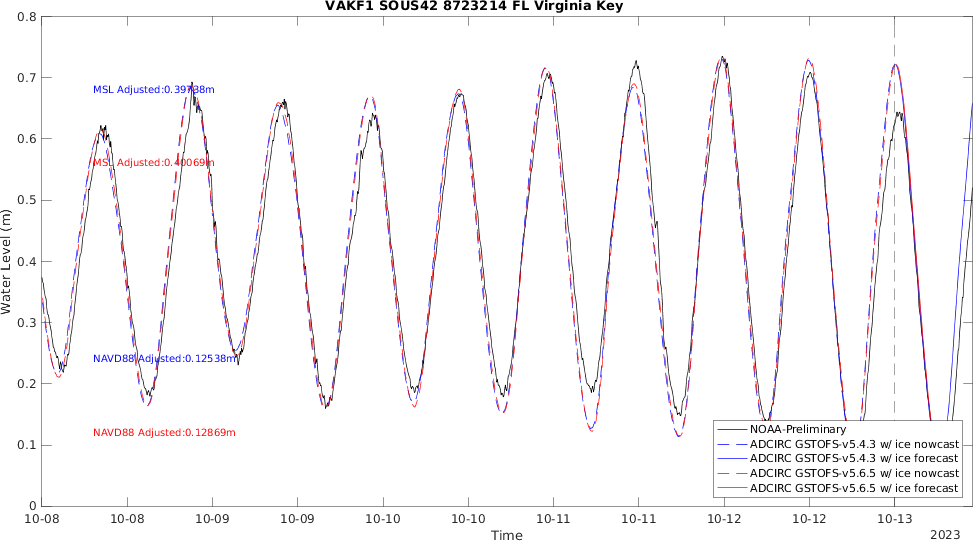 VAKF1 SOUS42 8723214 FL Virginia Key
0.8
0.7
0.6
0.5
0.4
0.3
0.2
0.1
0
Water Level (m)
MSL Adjusted:0.39738m
MSL Adjusted:0.40069m
NAVD88 Adjusted:0.12538m
NAVD88 Adjusted:0.12869m
NOAA-Preliminary
ADCIRC GSTOFS-v5.4.3 w/ ice nowcast
ADCIRC GSTOFS-v5.4.3 w/ ice forecast
ADCIRC GSTOFS-v5.6.5 w/ ice nowcast
ADCIRC GSTOFS-v5.6.5 w/ ice forecast
10-08 10-08 10-09 10-09 10-10 10-10 10-11 10-11 10-12 10-12 10-13
Time
2023